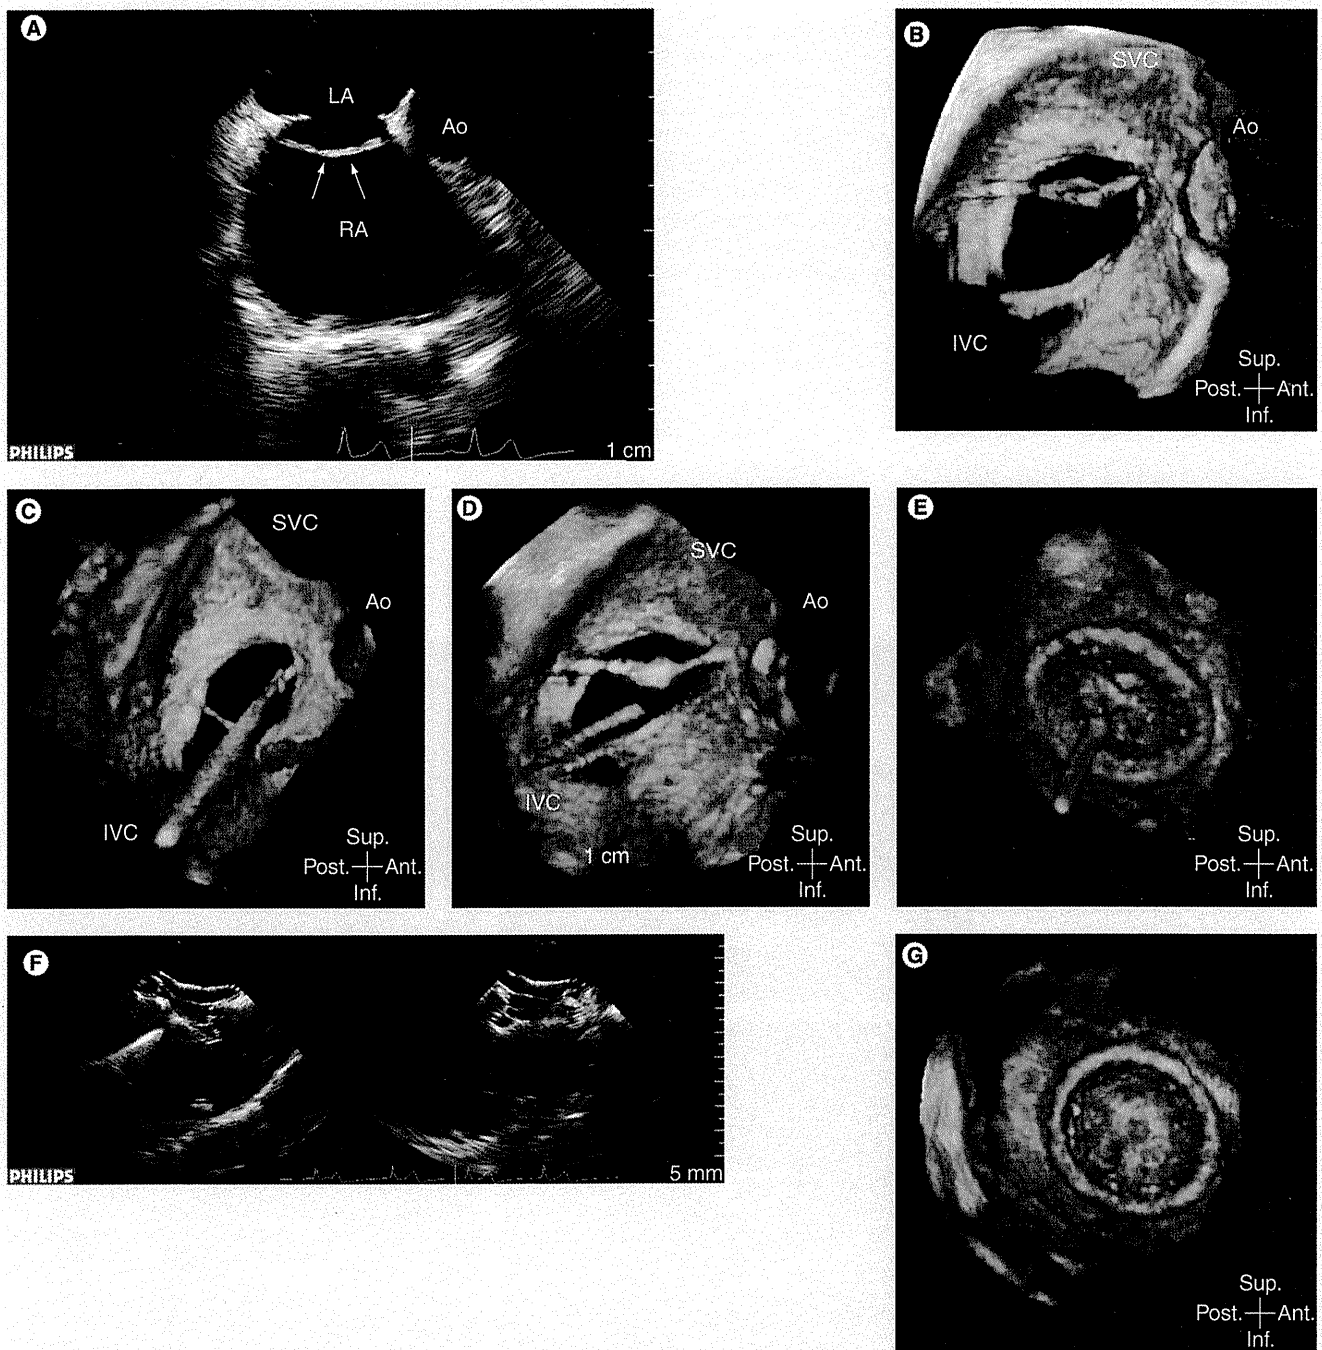 A
LA
Ao
RA
PHILIPS
1 cm
B
SVC
Ao
IVC
Sup.
Post. Ant.
Inf.
C
SVC
Ao
IVC
Sup.
Post. Ant.
Inf.
D
SVC
Ao
IVC
1 cm
Sup.
Post. Ant.
Inf.
E
Sup.
Post. Ant.
Inf.
F
PHILIPS
5 mm
G
Sup.
Post. Ant.
Inf.